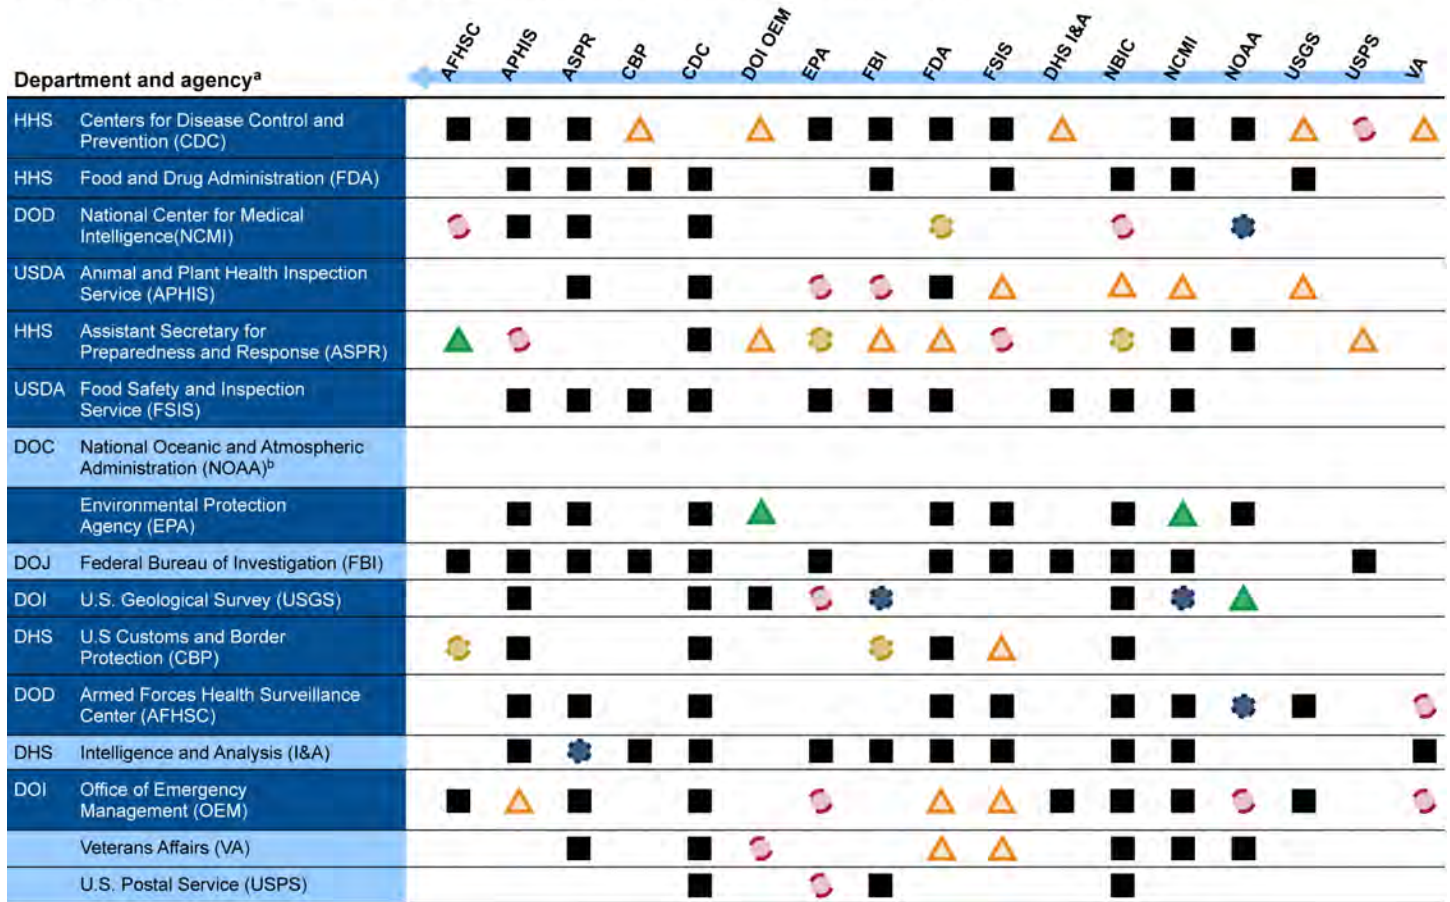 AFHSC APHIS ASPR CBP CDC DOI OEM EPA FBI FDA FSIS DHS I&A NBIC NCMI NOAA USGS USPS VA
Department and agencyᵃ
HHS Centers for Disease Control and
Prevention (CDC)
HHS Food and Drug Administration (FDA)
DOD National Center for Medical
Intelligence(NCMI)
USDA Animal and Plant Health Inspection
Service (APHIS)
HHS Assistant Secretary for
Preparedness and Response (ASPR)
USDA Food Safety and Inspection
Service (FSIS)
DOC National Oceanic and Atmospheric
Administration (NOAA)ᵇ
Environmental Protection
Agency (EPA)
DOJ Federal Bureau of Investigation (FBI)
DOI U.S. Geological Survey (USGS)
DHS U.S Customs and Border
Protection (CBP)
DOD Armed Forces Health Surveillance
Center (AFHSC)
DHS Intelligence and Analysis (I&A)
DOI Office of Emergency
Management (OEM)
Veterans Affairs (VA)
U.S. Postal Service (USPS)